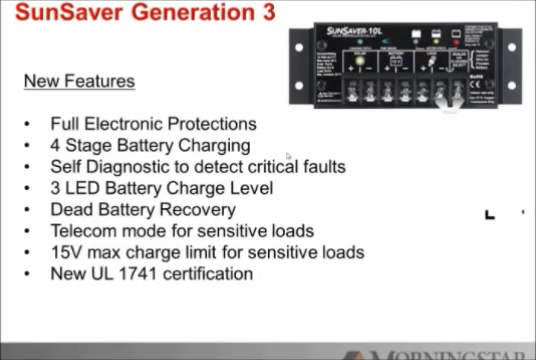 SunSaver Generation 3
SUNSAVER-10L
New Features
• Full Electronic Protections
• 4 Stage Battery Charging
• Self Diagnostic to detect critical faults
• 3 LED Battery Charge Level
• Dead Battery Recovery
• Telecom mode for sensitive loads
• 15V max charge limit for sensitive loads
• New UL 1741 certification
MORNINGSTAR